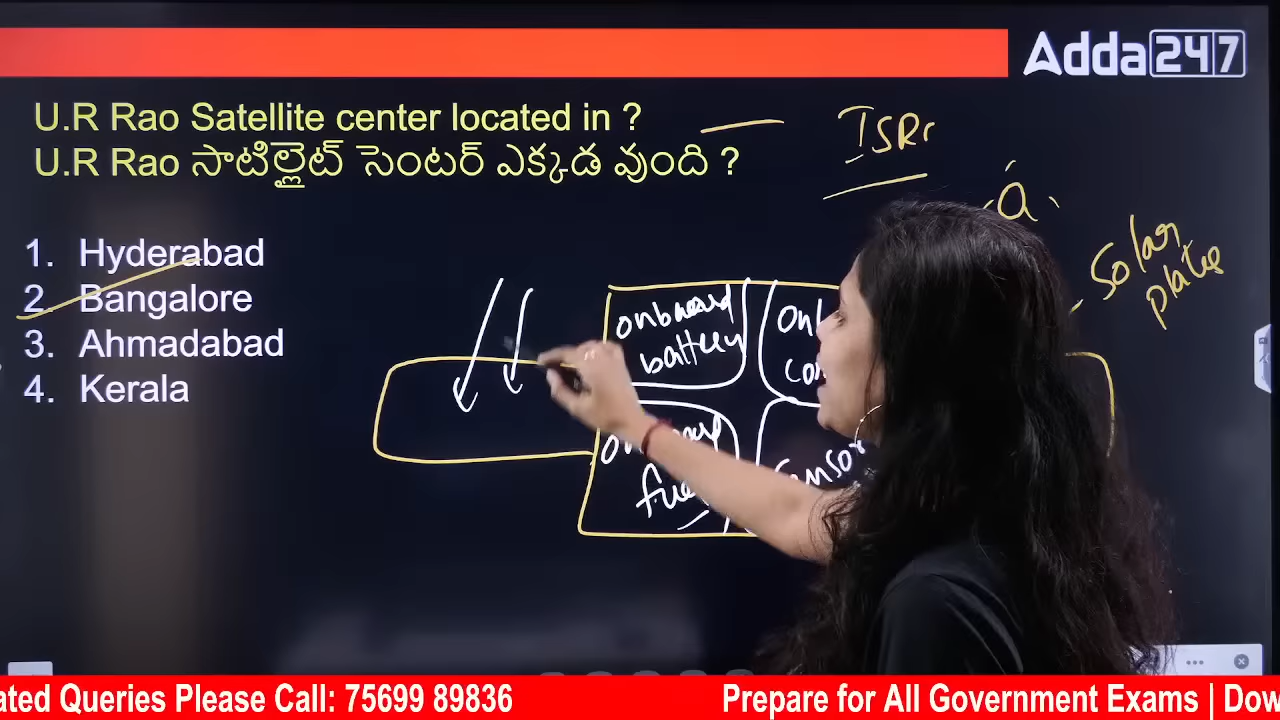 Adda247
U.R Rao Satellite center located in ?
U.R Rao సాటిల్లైట్ సెంటర్ ఎక్కడ వుంది ?
1. Hyderabad
2. Bangalore
3. Ahmadabad
4. Kerala
ISRO
a
Solar
plate
onboard
battery
fuel
ated Queries Please Call: 75699 89836
Prepare for All Government Exams | Dow